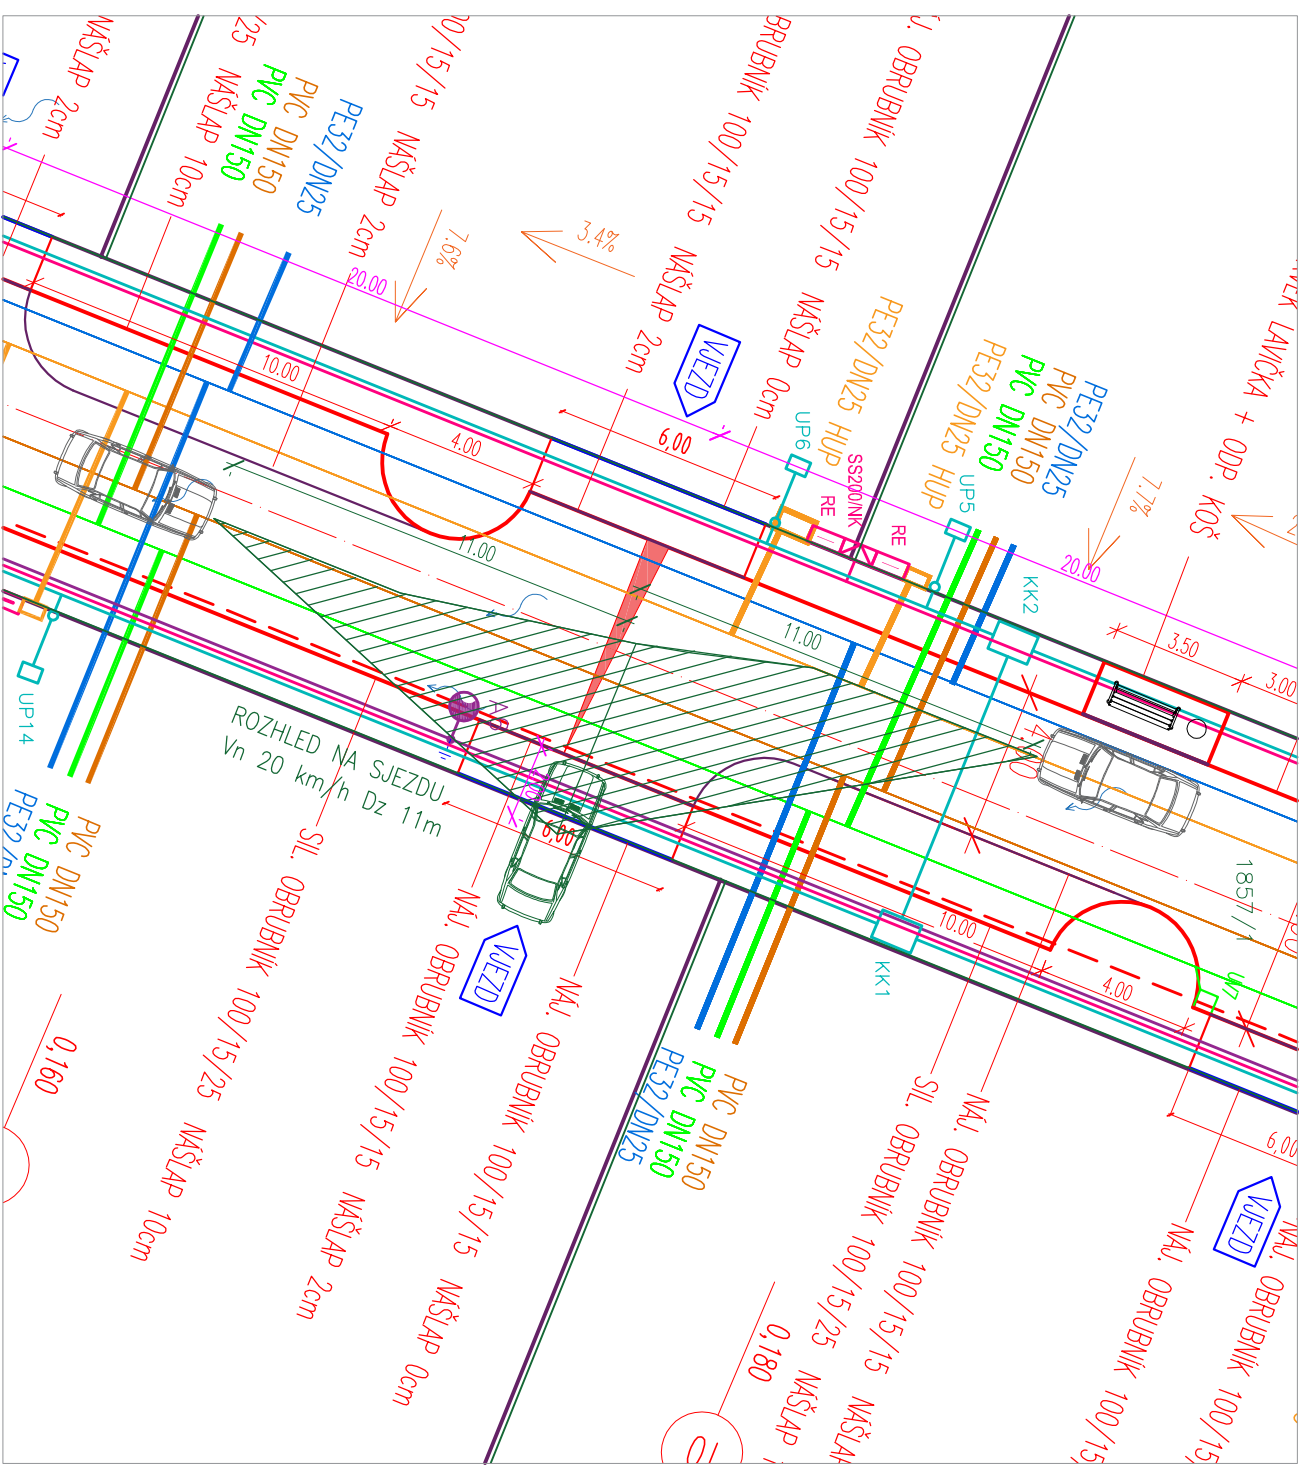 NÁŠLAP 2cm
/25 NÁŠLAP 10cm
PVC DN150
PVC DN150
PE32/DN25
00/15/15 NÁŠLAP 2cm
7.6%
3.4%
20.00
OBRUBNÍK 100/15/15 NÁŠLAP 2cm
J. OBRUBNÍK 100/15/15 NÁŠLAP 0cm
VJEZD
PE32/DN25 HUP
UP6
SS200/NK
RE
RE
PE32/DN25 HUP
PVC DN150
PVC DN150
PE32/DN25
UP5
7.7%
LAVIČKA + ODP. KOŠ
20.00
KK2
3.50
3.00
10.00
4.00
6,00
11.00
11.00
UP14
ROZHLED NA SJEZDU
Vn 20 km/h Dz 11m
6,00
VJEZD
1857/1
10.00
KK1
4.00
6,00
VJEZD
PE32/
PVC DN150
PVC DN150
SIL. OBRUBNÍK 100/15/25 NÁŠLAP 10cm
NÁJ. OBRUBNÍK 100/15/15 NÁŠLAP 2cm
NÁJ. OBRUBNÍK 100/15/15 NÁŠLAP 0cm
PE32/DN25
PVC DN150
PVC DN150
SIL. OBRUBNÍK 100/15/25 NÁŠLAP
NÁJ. OBRUBNÍK 100/15/15 NÁŠLAP
NÁJ. OBRUBNÍK 100/15/
NÁJ. OBRUBNÍK 100/15/
0,160
0,180